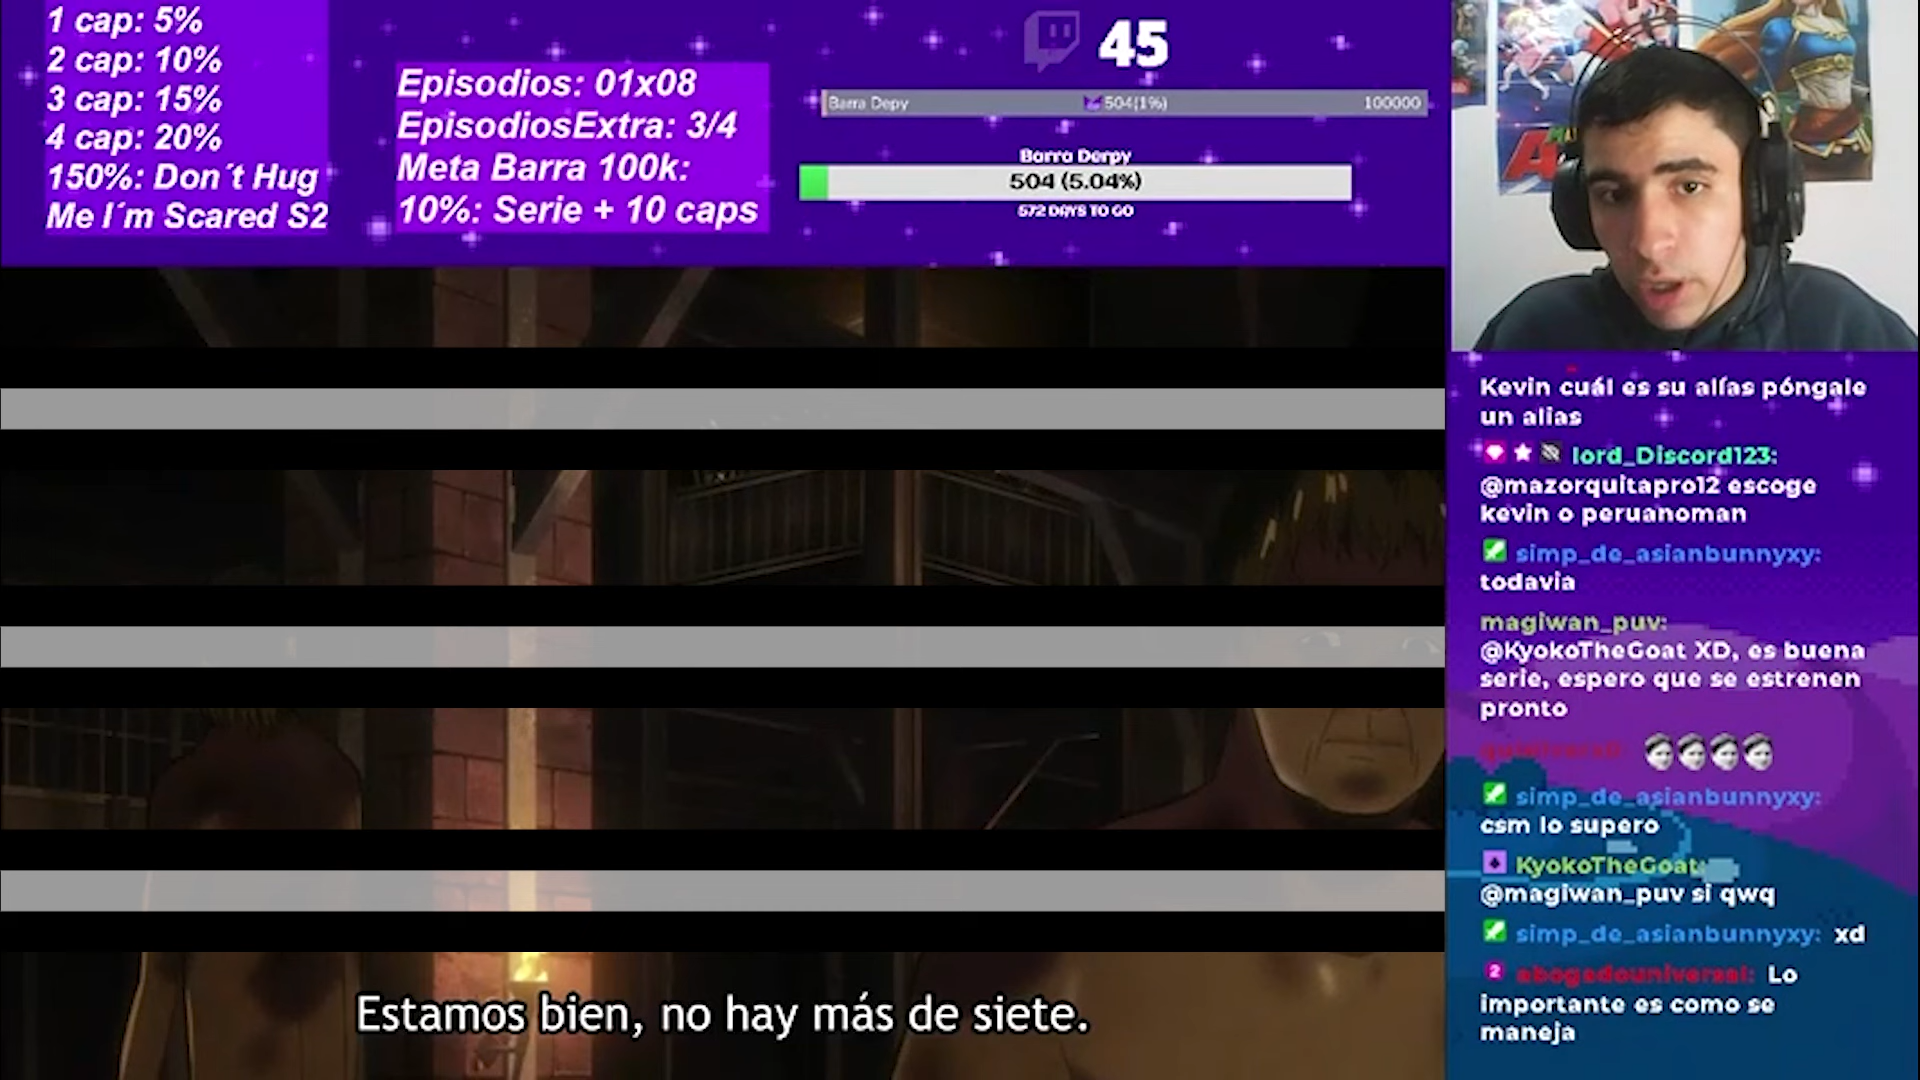 1 cap: 5%
2 cap: 10%
3 cap: 15%
4 cap: 20%
150%: Don´t Hug
Me I´m Scared S2
Episodios: 01x08
EpisodiosExtra: 3/4
Meta Barra 100k:
10%: Serie + 10 caps
45
Barra Depy 504(1%) 100000
Barra Derpy
504 (5.04%)
572 DAYS TO GO
Kevin cuál es su alías póngale
un alias
lord_Discord123:
@mazorquitapro12 escoge
kevin o peruanoman
simp_de_asianbunnyxy:
todavia
magiwan_puv:
@KyokoTheGoat XD, es buena
serie, espero que se estrenen
pronto
simp_de_asianbunnyxy:
csm lo supero
KyokoTheGoat:
@magiwan_puv si qwq
simp_de_asianbunnyxy: xd
2 abogadouniversal: Lo
importante es como se
maneja
Estamos bien, no hay más de siete.